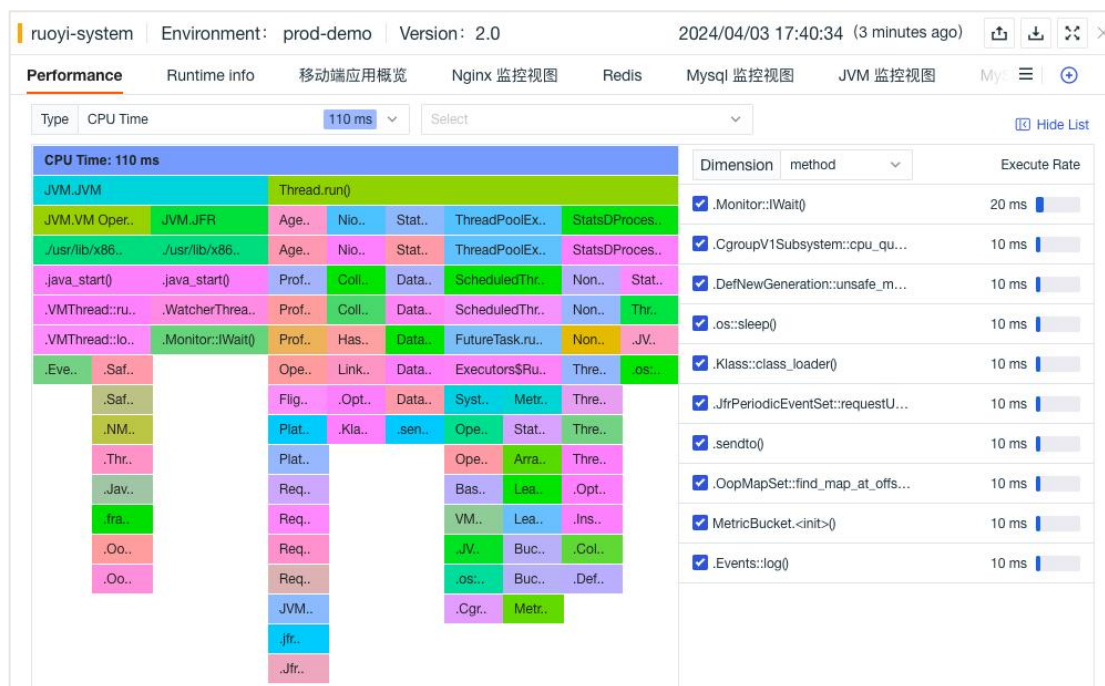 ruoyi-system Environment: prod-demo Version: 2.0 2024/04/03 17:40:34 (3 minutes ago)
Performance Runtime info 移动端应用概览 Nginx 监控视图 Redis Mysql 监控视图 JVM 监控视图 My
Type CPU Time 110 ms Select
Hide List
CPU Time: 110 ms
JVM.JVM Thread.run()
JVM.VM Oper.. JVM.JFR Age.. Nio.. Stat.. ThreadPoolEx.. StatsDProces..
./usr/lib/x86.. ./usr/lib/x86.. Age.. Nio.. Stat.. ThreadPoolEx.. StatsDProces..
.java_start() .java_start() Prof.. Coll.. Data.. ScheduledThr.. Non.. Stat..
.VMThread::ru.. .WatcherThrea.. Prof.. Coll.. Data.. ScheduledThr.. Non.. Thr..
.VMThread::lo.. .Monitor::IWait() Prof.. Has.. Data.. FutureTask.ru.. Non.. .JV..
.Eve.. .Saf.. Ope.. Link.. Data.. Executors$Ru.. Thre.. .os:..
.Saf.. Flig.. .Opt.. Data.. Syst.. Metr.. Thre..
.NM.. Plat.. .Kla.. .sen.. Ope.. Stat.. Thre..
.Thr.. Plat.. Ope.. Arra.. Thre..
.Jav.. Req.. Bas.. Lea.. .Opt..
.fra.. Req.. VM.. Lea.. .Ins..
.Oo.. Req.. .JV.. Buc.. .Col..
.Oo.. Req.. .os:.. Buc.. .Def..
JVM.. .Cgr.. Metr..
.jfr..
.Jfr..
Dimension method Execute Rate
.Monitor::IWait() 20 ms
.CgroupV1Subsystem::cpu_qu... 10 ms
.DefNewGeneration::unsafe_m... 10 ms
.os::sleep() 10 ms
.Klass::class_loader() 10 ms
.JfrPeriodicEventSet::requestU... 10 ms
.sendto() 10 ms
.OopMapSet::find_map_at_offs... 10 ms
MetricBucket.<init>() 10 ms
.Events::log() 10 ms